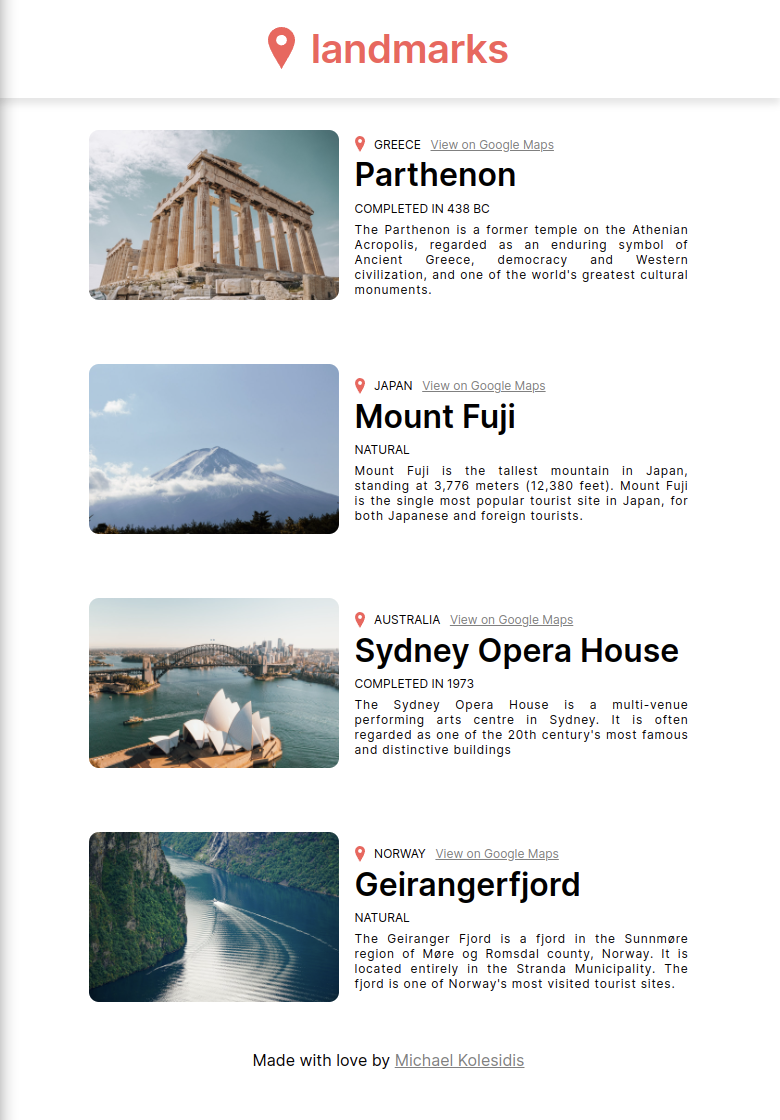 landmarks
GREECE View on Google Maps
Parthenon
COMPLETED IN 438 BC
The Parthenon is a former temple on the Athenian
Acropolis, regarded as an enduring symbol of
Ancient Greece, democracy and Western
civilization, and one of the world's greatest cultural
monuments.
JAPAN View on Google Maps
Mount Fuji
NATURAL
Mount Fuji is the tallest mountain in Japan,
standing at 3,776 meters (12,380 feet). Mount Fuji
is the single most popular tourist site in Japan, for
both Japanese and foreign tourists.
AUSTRALIA View on Google Maps
Sydney Opera House
COMPLETED IN 1973
The Sydney Opera House is a multi-venue
performing arts centre in Sydney. It is often
regarded as one of the 20th century's most famous
and distinctive buildings
NORWAY View on Google Maps
Geirangerfjord
NATURAL
The Geiranger Fjord is a fjord in the Sunnmøre
region of Møre og Romsdal county, Norway. It is
located entirely in the Stranda Municipality. The
fjord is one of Norway's most visited tourist sites.
Made with love by Michael Kolesidis